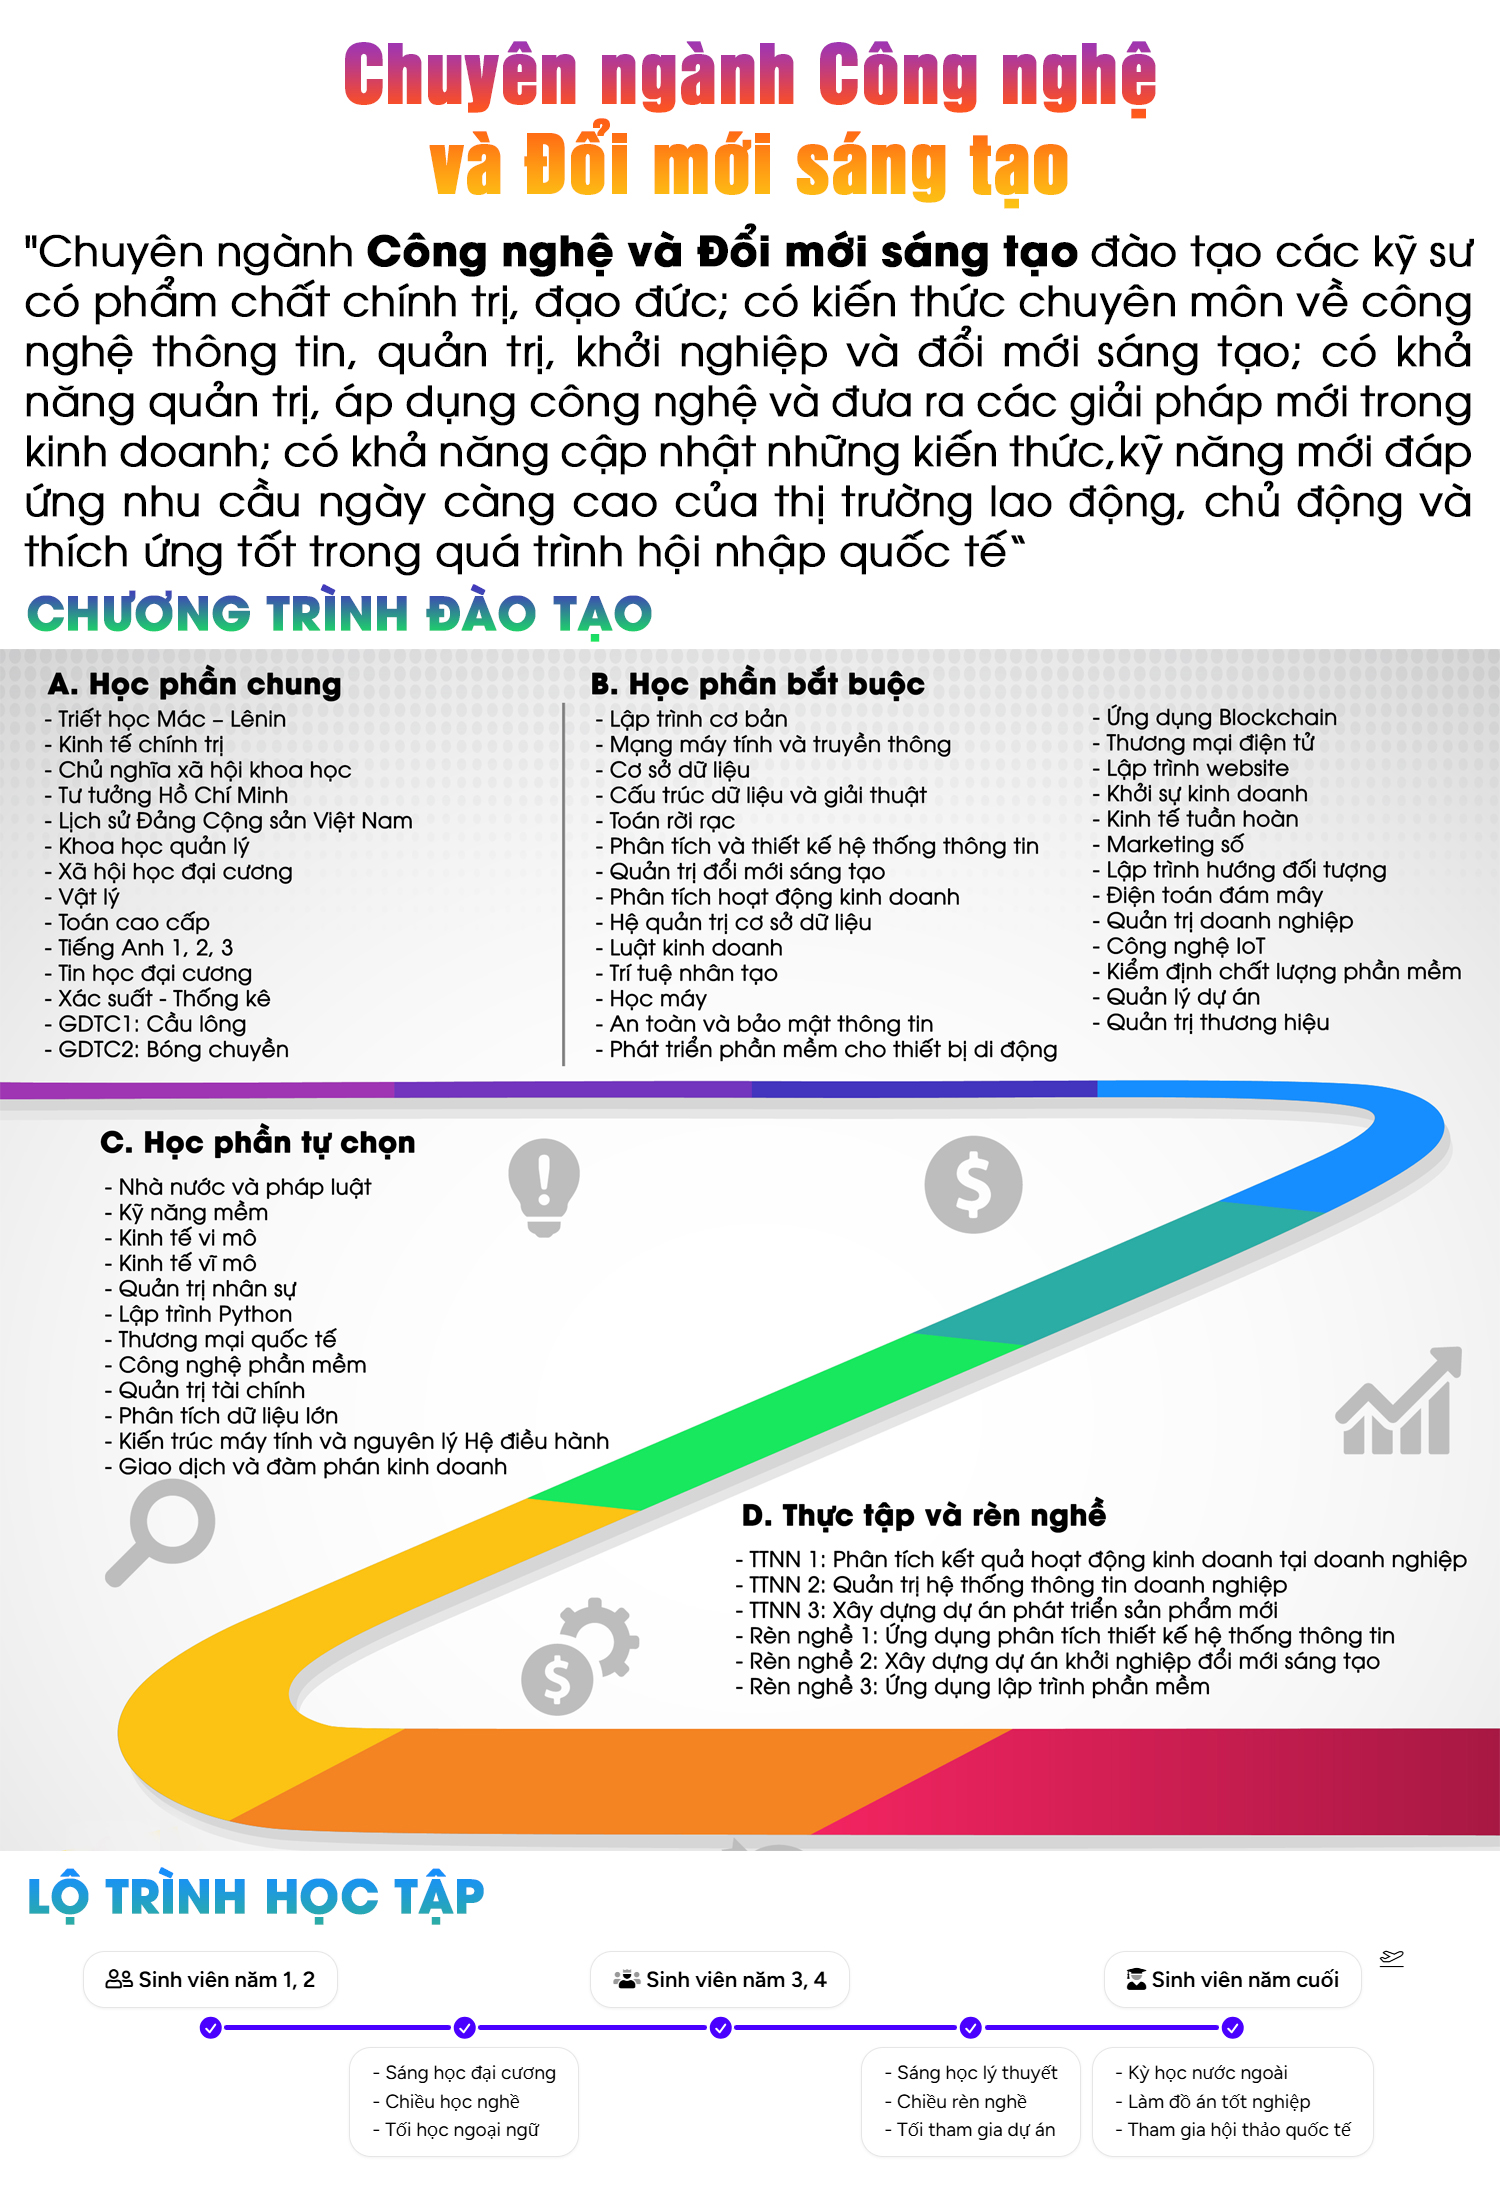 Chuyên ngành Công nghệ
và Đổi mới sáng tạo
"Chuyên ngành Công nghệ và Đổi mới sáng tạo đào tạo các kỹ sư
có phẩm chất chính trị, đạo đức; có kiến thức chuyên môn về công
nghệ thông tin, quản trị, khởi nghiệp và đổi mới sáng tạo; có khả
năng quản trị, áp dụng công nghệ và đưa ra các giải pháp mới trong
kinh doanh; có khả năng cập nhật những kiến thức,kỹ năng mới đáp
ứng nhu cầu ngày càng cao của thị trường lao động, chủ động và
thích ứng tốt trong quá trình hội nhập quốc tế"
CHƯƠNG TRÌNH ĐÀO TẠO
A. Học phần chung
- Triết học Mác – Lênin
- Kinh tế chính trị
- Chủ nghĩa xã hội khoa học
- Tư tưởng Hồ Chí Minh
- Lịch sử Đảng Cộng sản Việt Nam
- Khoa học quản lý
- Xã hội học đại cương
- Vật lý
- Toán cao cấp
- Tiếng Anh 1, 2, 3
- Tin học đại cương
- Xác suất - Thống kê
- GDTC1: Cầu lông
- GDTC2: Bóng chuyền
B. Học phần bắt buộc
- Lập trình cơ bản
- Mạng máy tính và truyền thông
- Cơ sở dữ liệu
- Cấu trúc dữ liệu và giải thuật
- Toán rời rạc
- Phân tích và thiết kế hệ thống thông tin
- Quản trị đổi mới sáng tạo
- Phân tích hoạt động kinh doanh
- Hệ quản trị cơ sở dữ liệu
- Luật kinh doanh
- Trí tuệ nhân tạo
- Học máy
- An toàn và bảo mật thông tin
- Phát triển phần mềm cho thiết bị di động
- Ứng dụng Blockchain
- Thương mại điện tử
- Lập trình website
- Khởi sự kinh doanh
- Kinh tế tuần hoàn
- Marketing số
- Lập trình hướng đối tượng
- Điện toán đám mây
- Quản trị doanh nghiệp
- Công nghệ IoT
- Kiểm định chất lượng phần mềm
- Quản lý dự án
- Quản trị thương hiệu
C. Học phần tự chọn
- Nhà nước và pháp luật
- Kỹ năng mềm
- Kinh tế vi mô
- Kinh tế vĩ mô
- Quản trị nhân sự
- Lập trình Python
- Thương mại quốc tế
- Công nghệ phần mềm
- Quản trị tài chính
- Phân tích dữ liệu lớn
- Kiến trúc máy tính và nguyên lý Hệ điều hành
- Giao dịch và đàm phán kinh doanh
D. Thực tập và rèn nghề
- TTNN 1: Phân tích kết quả hoạt động kinh doanh tại doanh nghiệp
- TTNN 2: Quản trị hệ thống thông tin doanh nghiệp
- TTNN 3: Xây dựng dự án phát triển sản phẩm mới
- Rèn nghề 1: Ứng dụng phân tích thiết kế hệ thống thông tin
- Rèn nghề 2: Xây dựng dự án khởi nghiệp đổi mới sáng tạo
- Rèn nghề 3: Ứng dụng lập trình phần mềm
LỘ TRÌNH HỌC TẬP
Sinh viên năm 1, 2
Sinh viên năm 3, 4
Sinh viên năm cuối
- Sáng học đại cương
- Chiều học nghề
- Tối học ngoại ngữ
- Sáng học lý thuyết
- Chiều rèn nghề
- Tối tham gia dự án
- Kỳ học nước ngoài
- Làm đồ án tốt nghiệp
- Tham gia hội thảo quốc tế